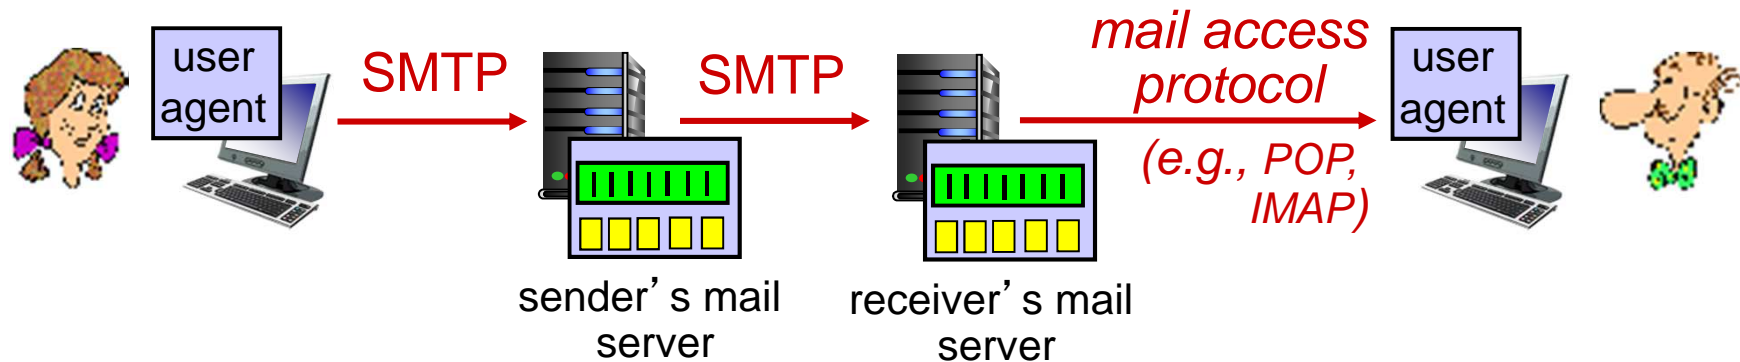 user
agent
SMTP
SMTP
mail access
protocol
(e.g., POP,
IMAP)
user
agent
sender’s mail
server
receiver’s mail
server